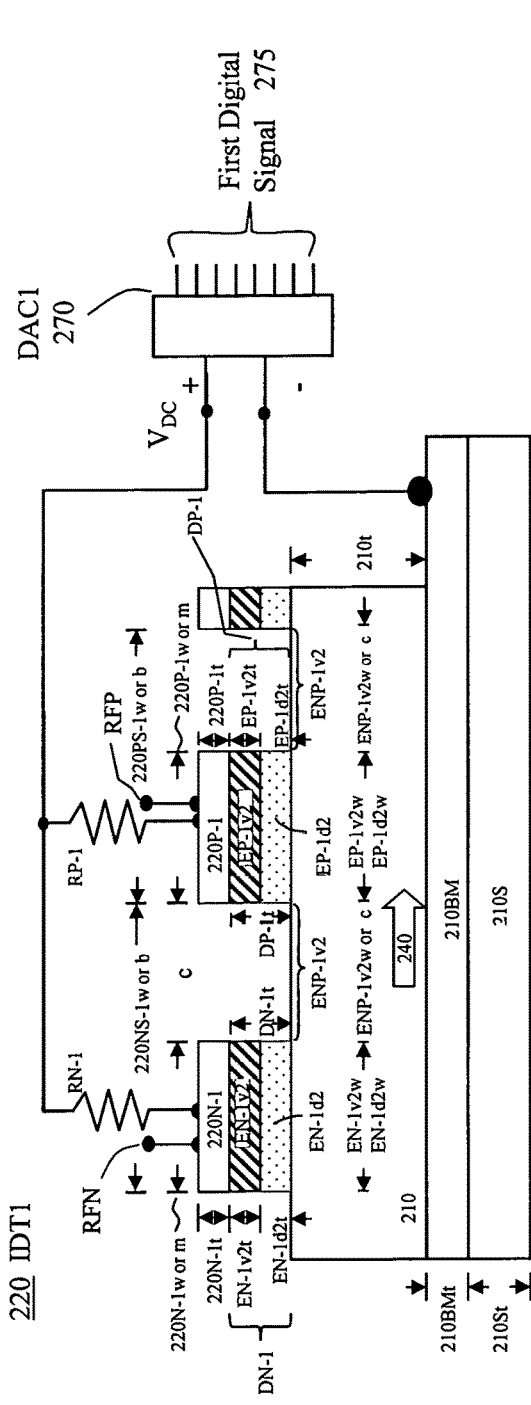 220 IDT1
DAC1
270
First Digital
Signal 275
V_DC
+
-
RFN
RN-1
RP-1
RFP
DP-1
220NS-1w or b
220PS-1w or b
220N-1w or m
c
220P-1w or m
220N-1t
220N-1
220P-1
220P-1t
EN-1v2t
EN-1v2
EP-1v2
EP-1v2t
EN-1d2t
DN-1t
DP-1t
EP-1d2t
DN-1
EN-1d2
ENP-1v2
EP-1d2
ENP-1v2
210t
EN-1v2w
EN-1d2w
ENP-1v2w or c
EP-1v2w
EP-1d2w
ENP-1v2w or c
210
240
210BMt
210BM
210St
210S